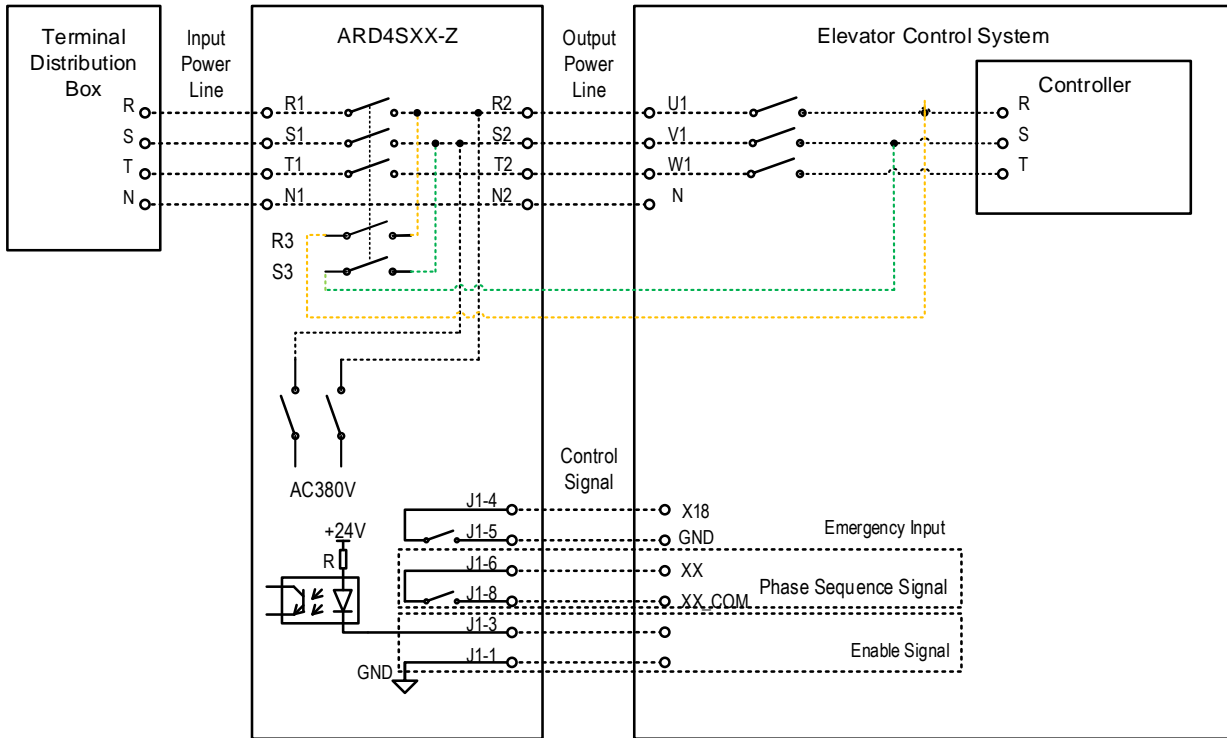 Terminal
Distribution
Box
Input
Power
Line
ARD4SXX-Z
Output
Power
Line
Elevator Control System
Controller
R
R1
R2
U1
R
S
S1
S2
V1
S
T
T1
T2
W1
T
N
N1
N2
N
R3
S3
AC380V
Control
Signal
J1-4
X18
+24V
J1-5
GND
Emergency Input
R
J1-6
XX
J1-8
XX_COM
Phase Sequence Signal
J1-3
J1-1
Enable Signal
GND